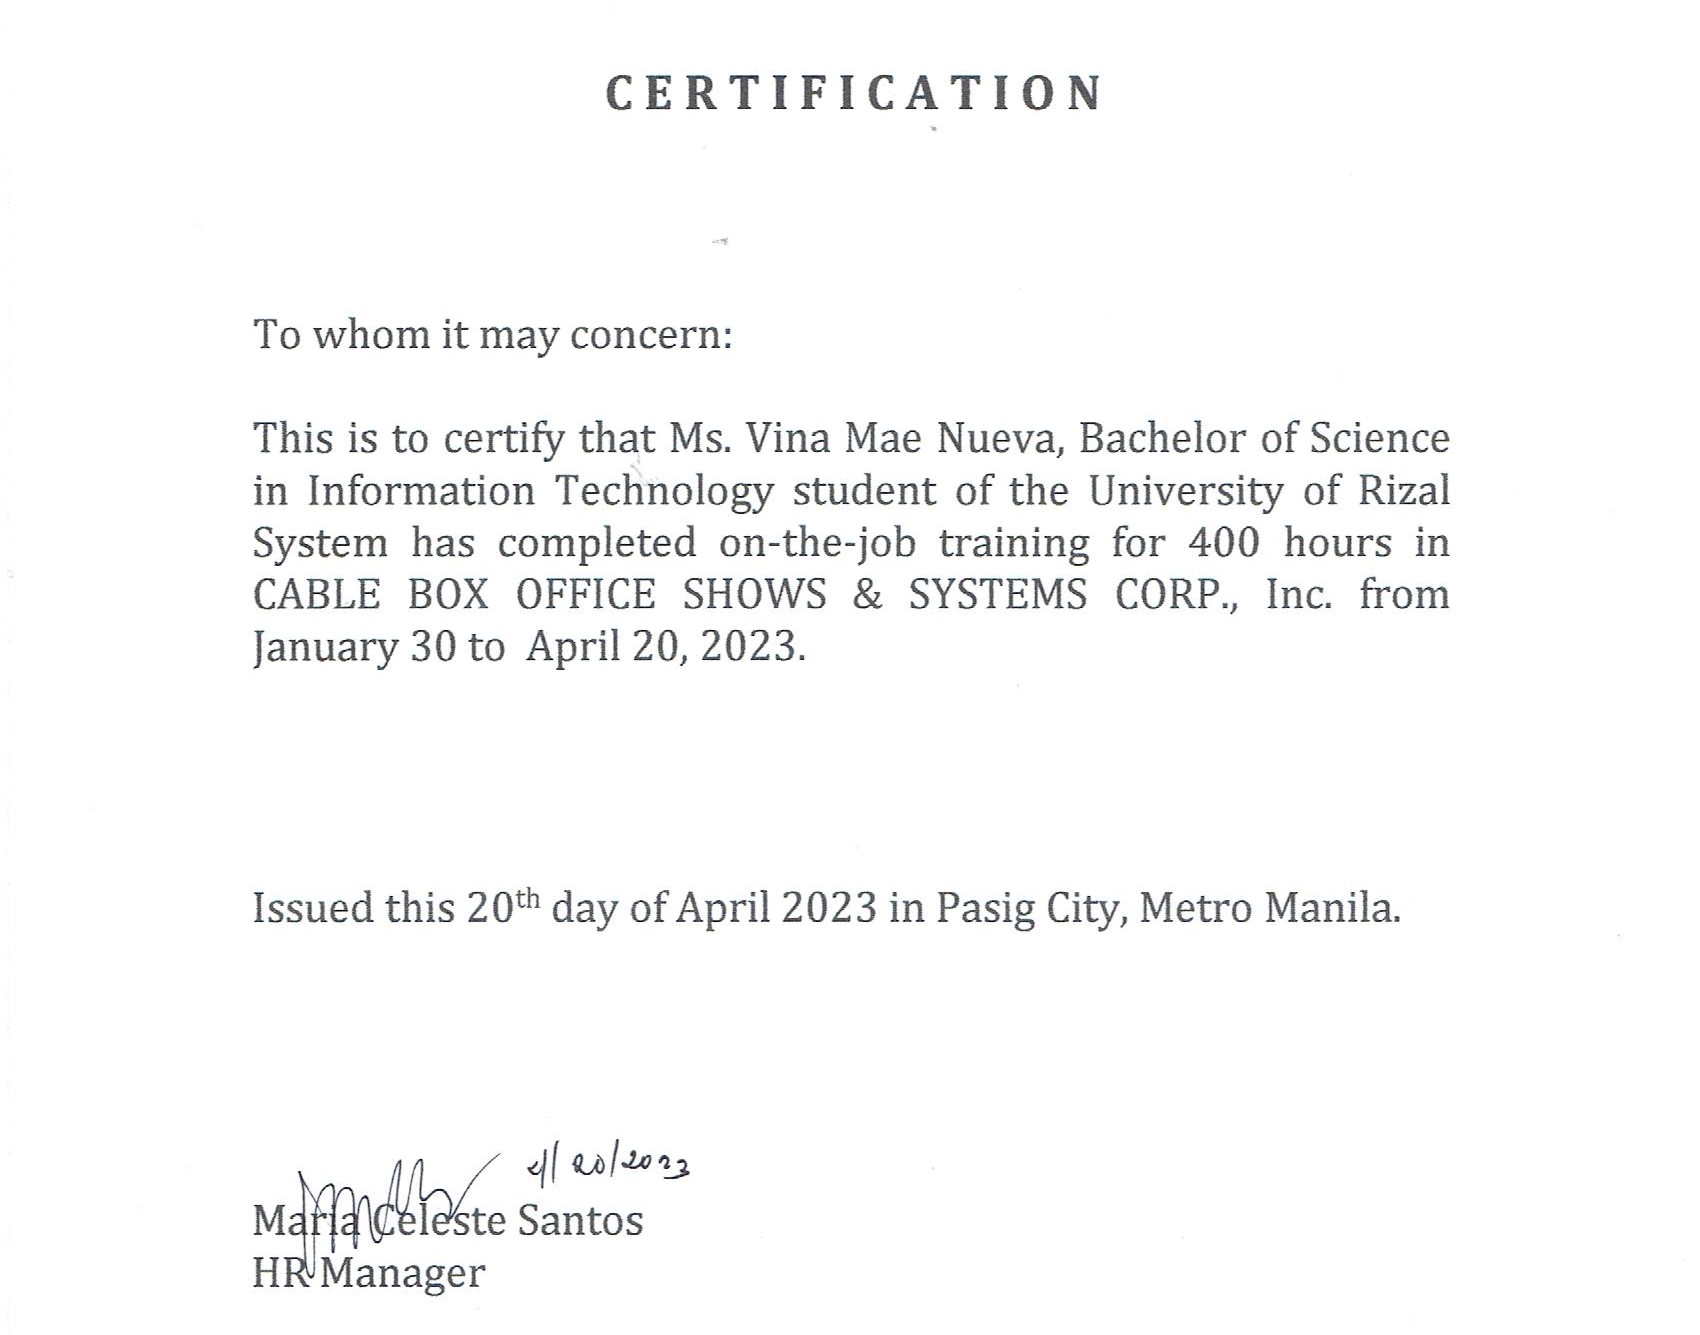 CERTIFICATION
To whom it may concern:
This is to certify that Ms. Vina Mae Nueva, Bachelor of Science
in Information Technology student of the University of Rizal
System has completed on-the-job training for 400 hours in
CABLE BOX OFFICE SHOWS & SYSTEMS CORP., Inc. from
January 30 to April 20, 2023.
Issued this 20th day of April 2023 in Pasig City, Metro Manila.
4/20/2023
Maria Celeste Santos
HR Manager